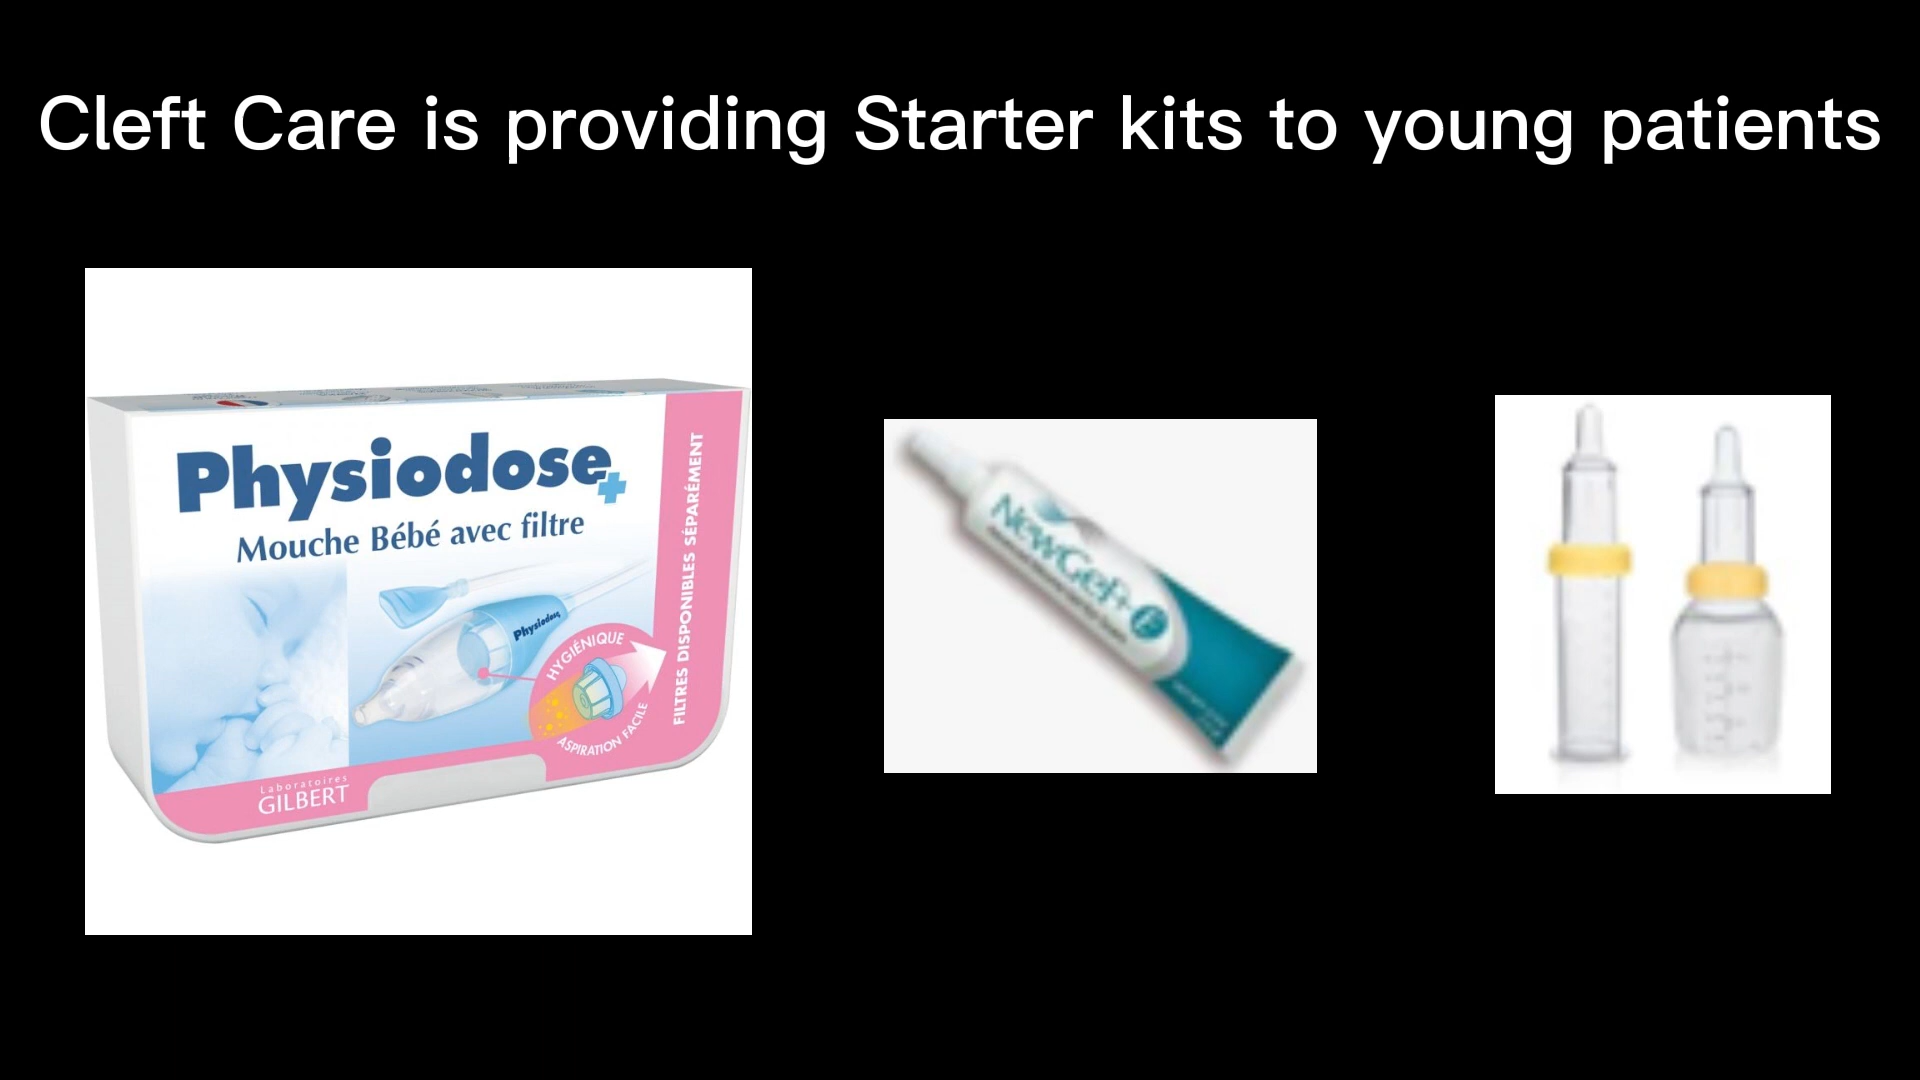 Cleft Care is providing Starter kits to young patients
Physiodose
Mouche Bébé avec filtre
FILTRES DISPONIBLES SÉPARÉMENT
Physiodose
HYGIÉNIQUE
ASPIRATION FACILE
Laboratoires
GILBERT
NewGel+ E